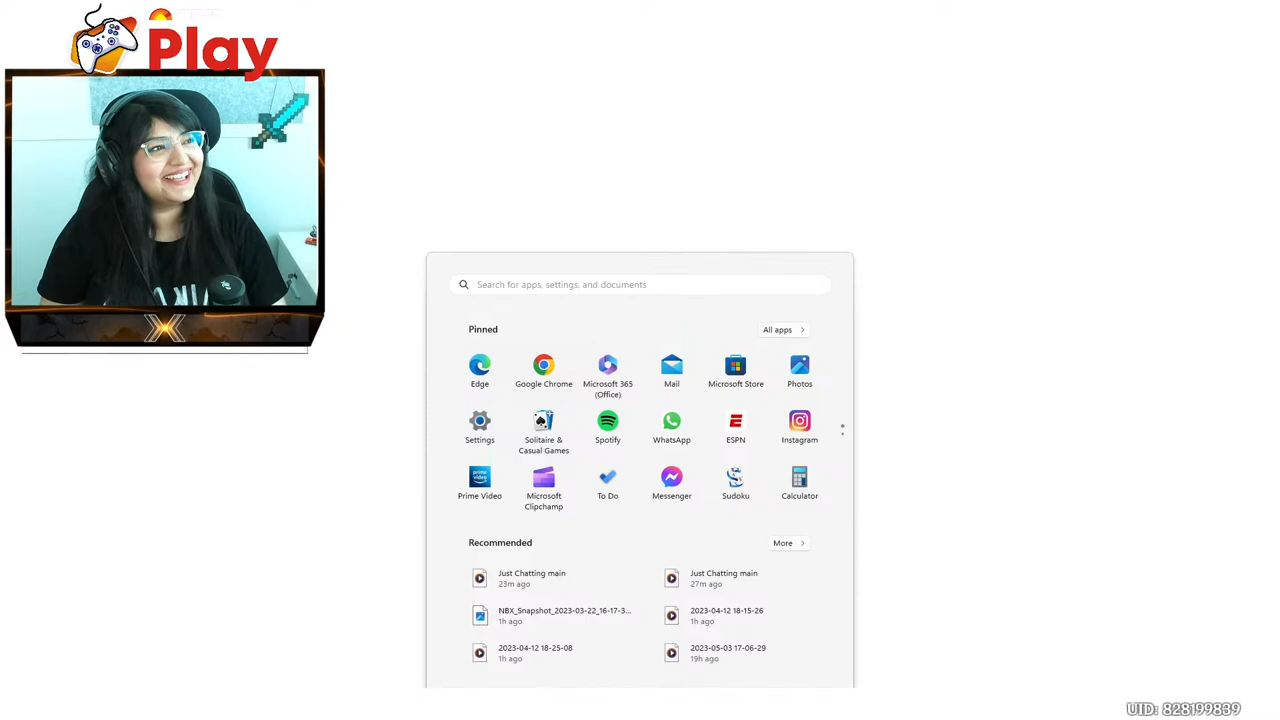 Play
Search for apps, settings, and documents
Pinned
All apps
Edge
Google Chrome
Microsoft 365
(Office)
Mail
Microsoft Store
Photos
Settings
Solitaire &
Casual Games
Spotify
WhatsApp
ESPN
Instagram
prime
video
Prime Video
Microsoft
Clipchamp
To Do
Messenger
Sudoku
Calculator
Recommended
More
Just Chatting main
23m ago
Just Chatting main
27m ago
NBX_Snapshot_2023-03-22_16-17-3...
1h ago
2023-04-12 18-15-26
1h ago
2023-04-12 18-25-08
1h ago
2023-05-03 17-06-29
19h ago
UID: 828199839